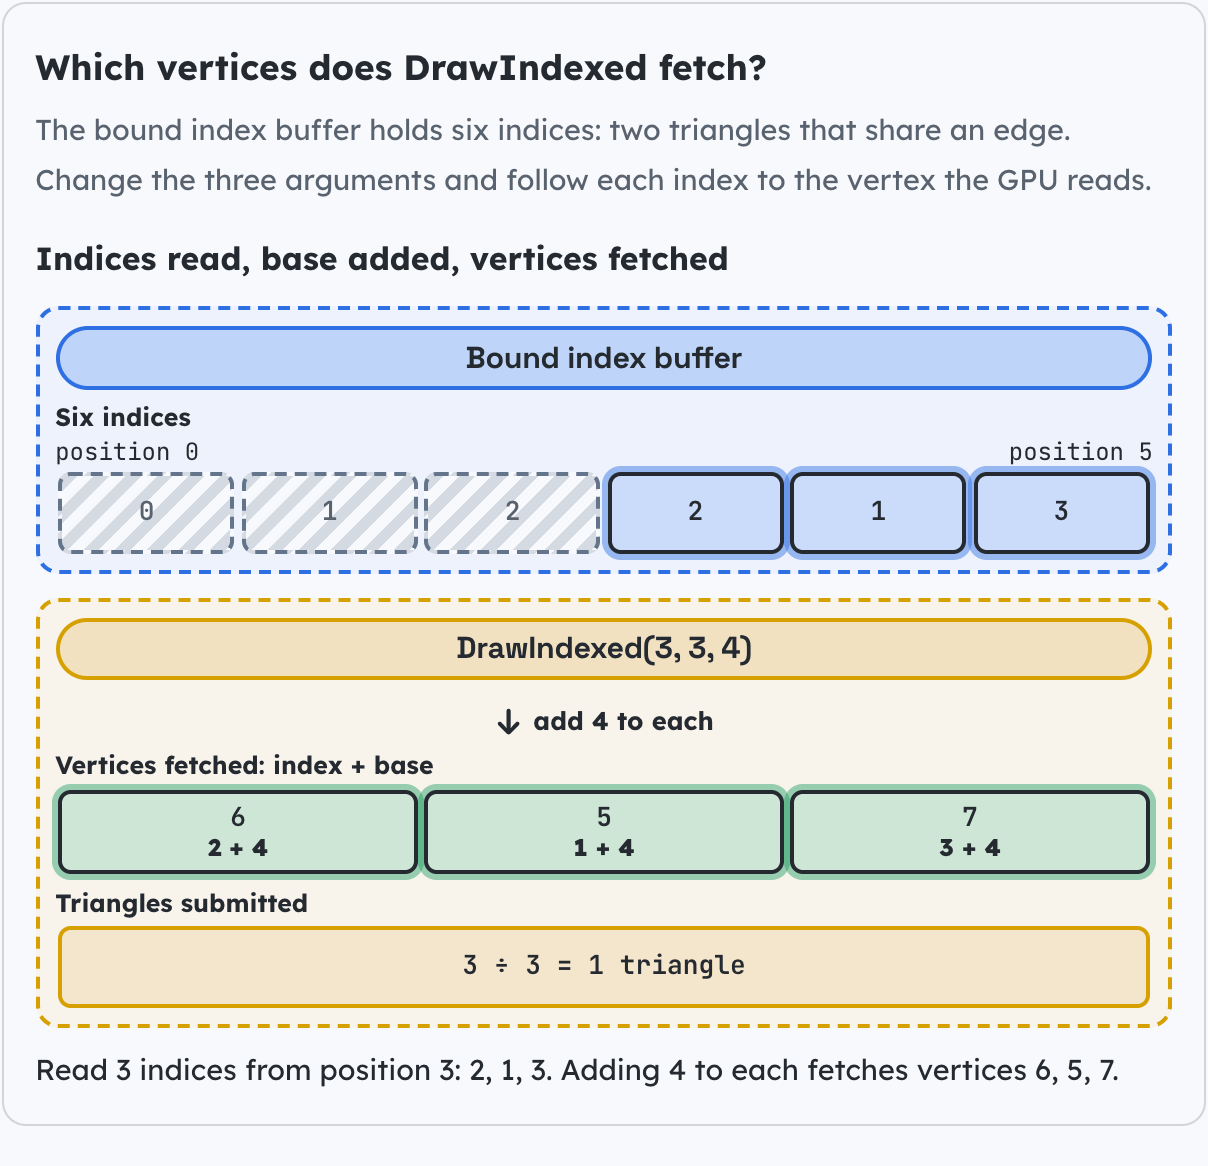 Which vertices does DrawIndexed fetch?
The bound index buffer holds six indices: two triangles that share an edge.
Change the three arguments and follow each index to the vertex the GPU reads.
Indices read, base added, vertices fetched
Bound index buffer
Six indices
position 0 position 5
0 1 2 2 1 3
DrawIndexed(3, 3, 4)
↓ add 4 to each
Vertices fetched: index + base
6 5 7
2 + 4 1 + 4 3 + 4
Triangles submitted
3 ÷ 3 = 1 triangle
Read 3 indices from position 3: 2, 1, 3. Adding 4 to each fetches vertices 6, 5, 7.